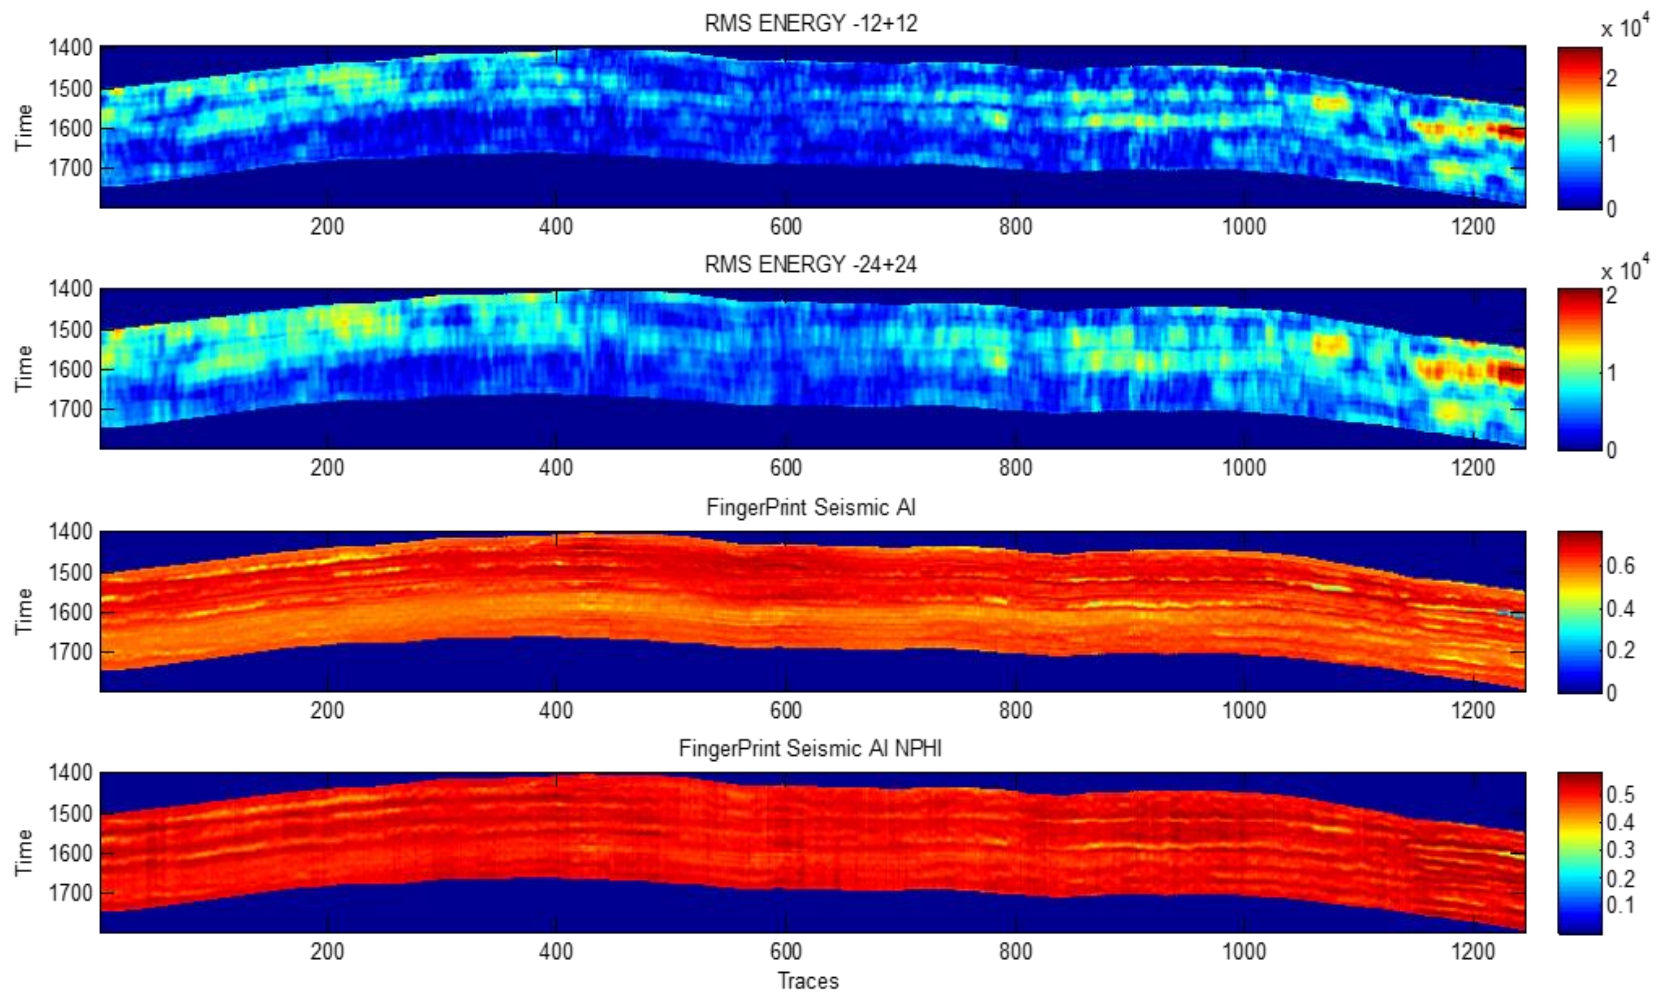 RMS ENERGY -12+12
x 10^4
Time
1400
1500
1600
1700
200 400 600 800 1000 1200
2
1
0
RMS ENERGY -24+24
x 10^4
Time
1400
1500
1600
1700
200 400 600 800 1000 1200
2
1
0
FingerPrint Seismic AI
Time
1400
1500
1600
1700
200 400 600 800 1000 1200
0.6
0.4
0.2
0
FingerPrint Seismic AI NPHI
Time
1400
1500
1600
1700
200 400 600 800 1000 1200
0.5
0.4
0.3
0.2
0.1
Traces